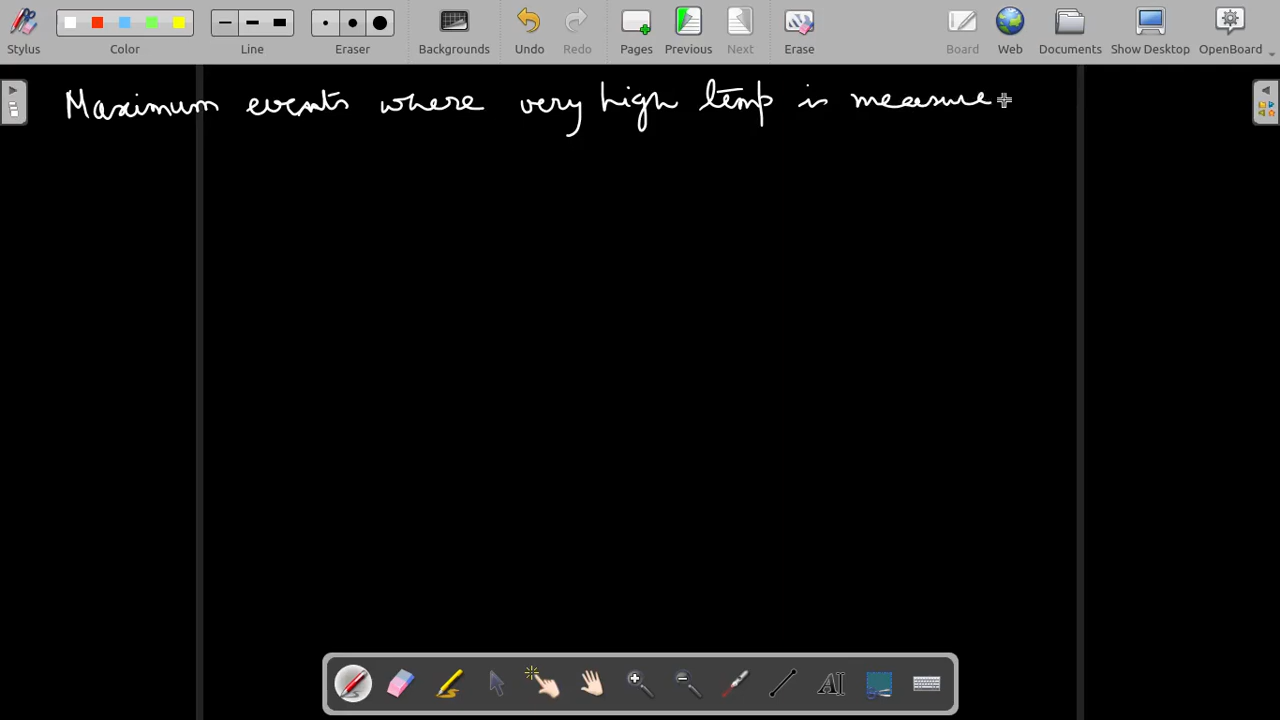 Stylus Color Line Eraser Backgrounds Undo Redo Pages Previous Next Erase Board Web Documents Show Desktop OpenBoard
Maximum events where very high temp is measure
AI